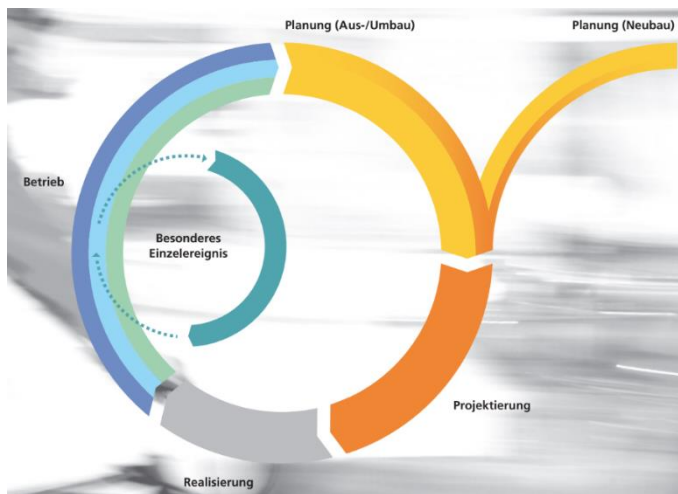 Planung (Aus-/Umbau)
Planung (Neubau)
Betrieb
Besonderes
Einzelereignis
Projektierung
Realisierung